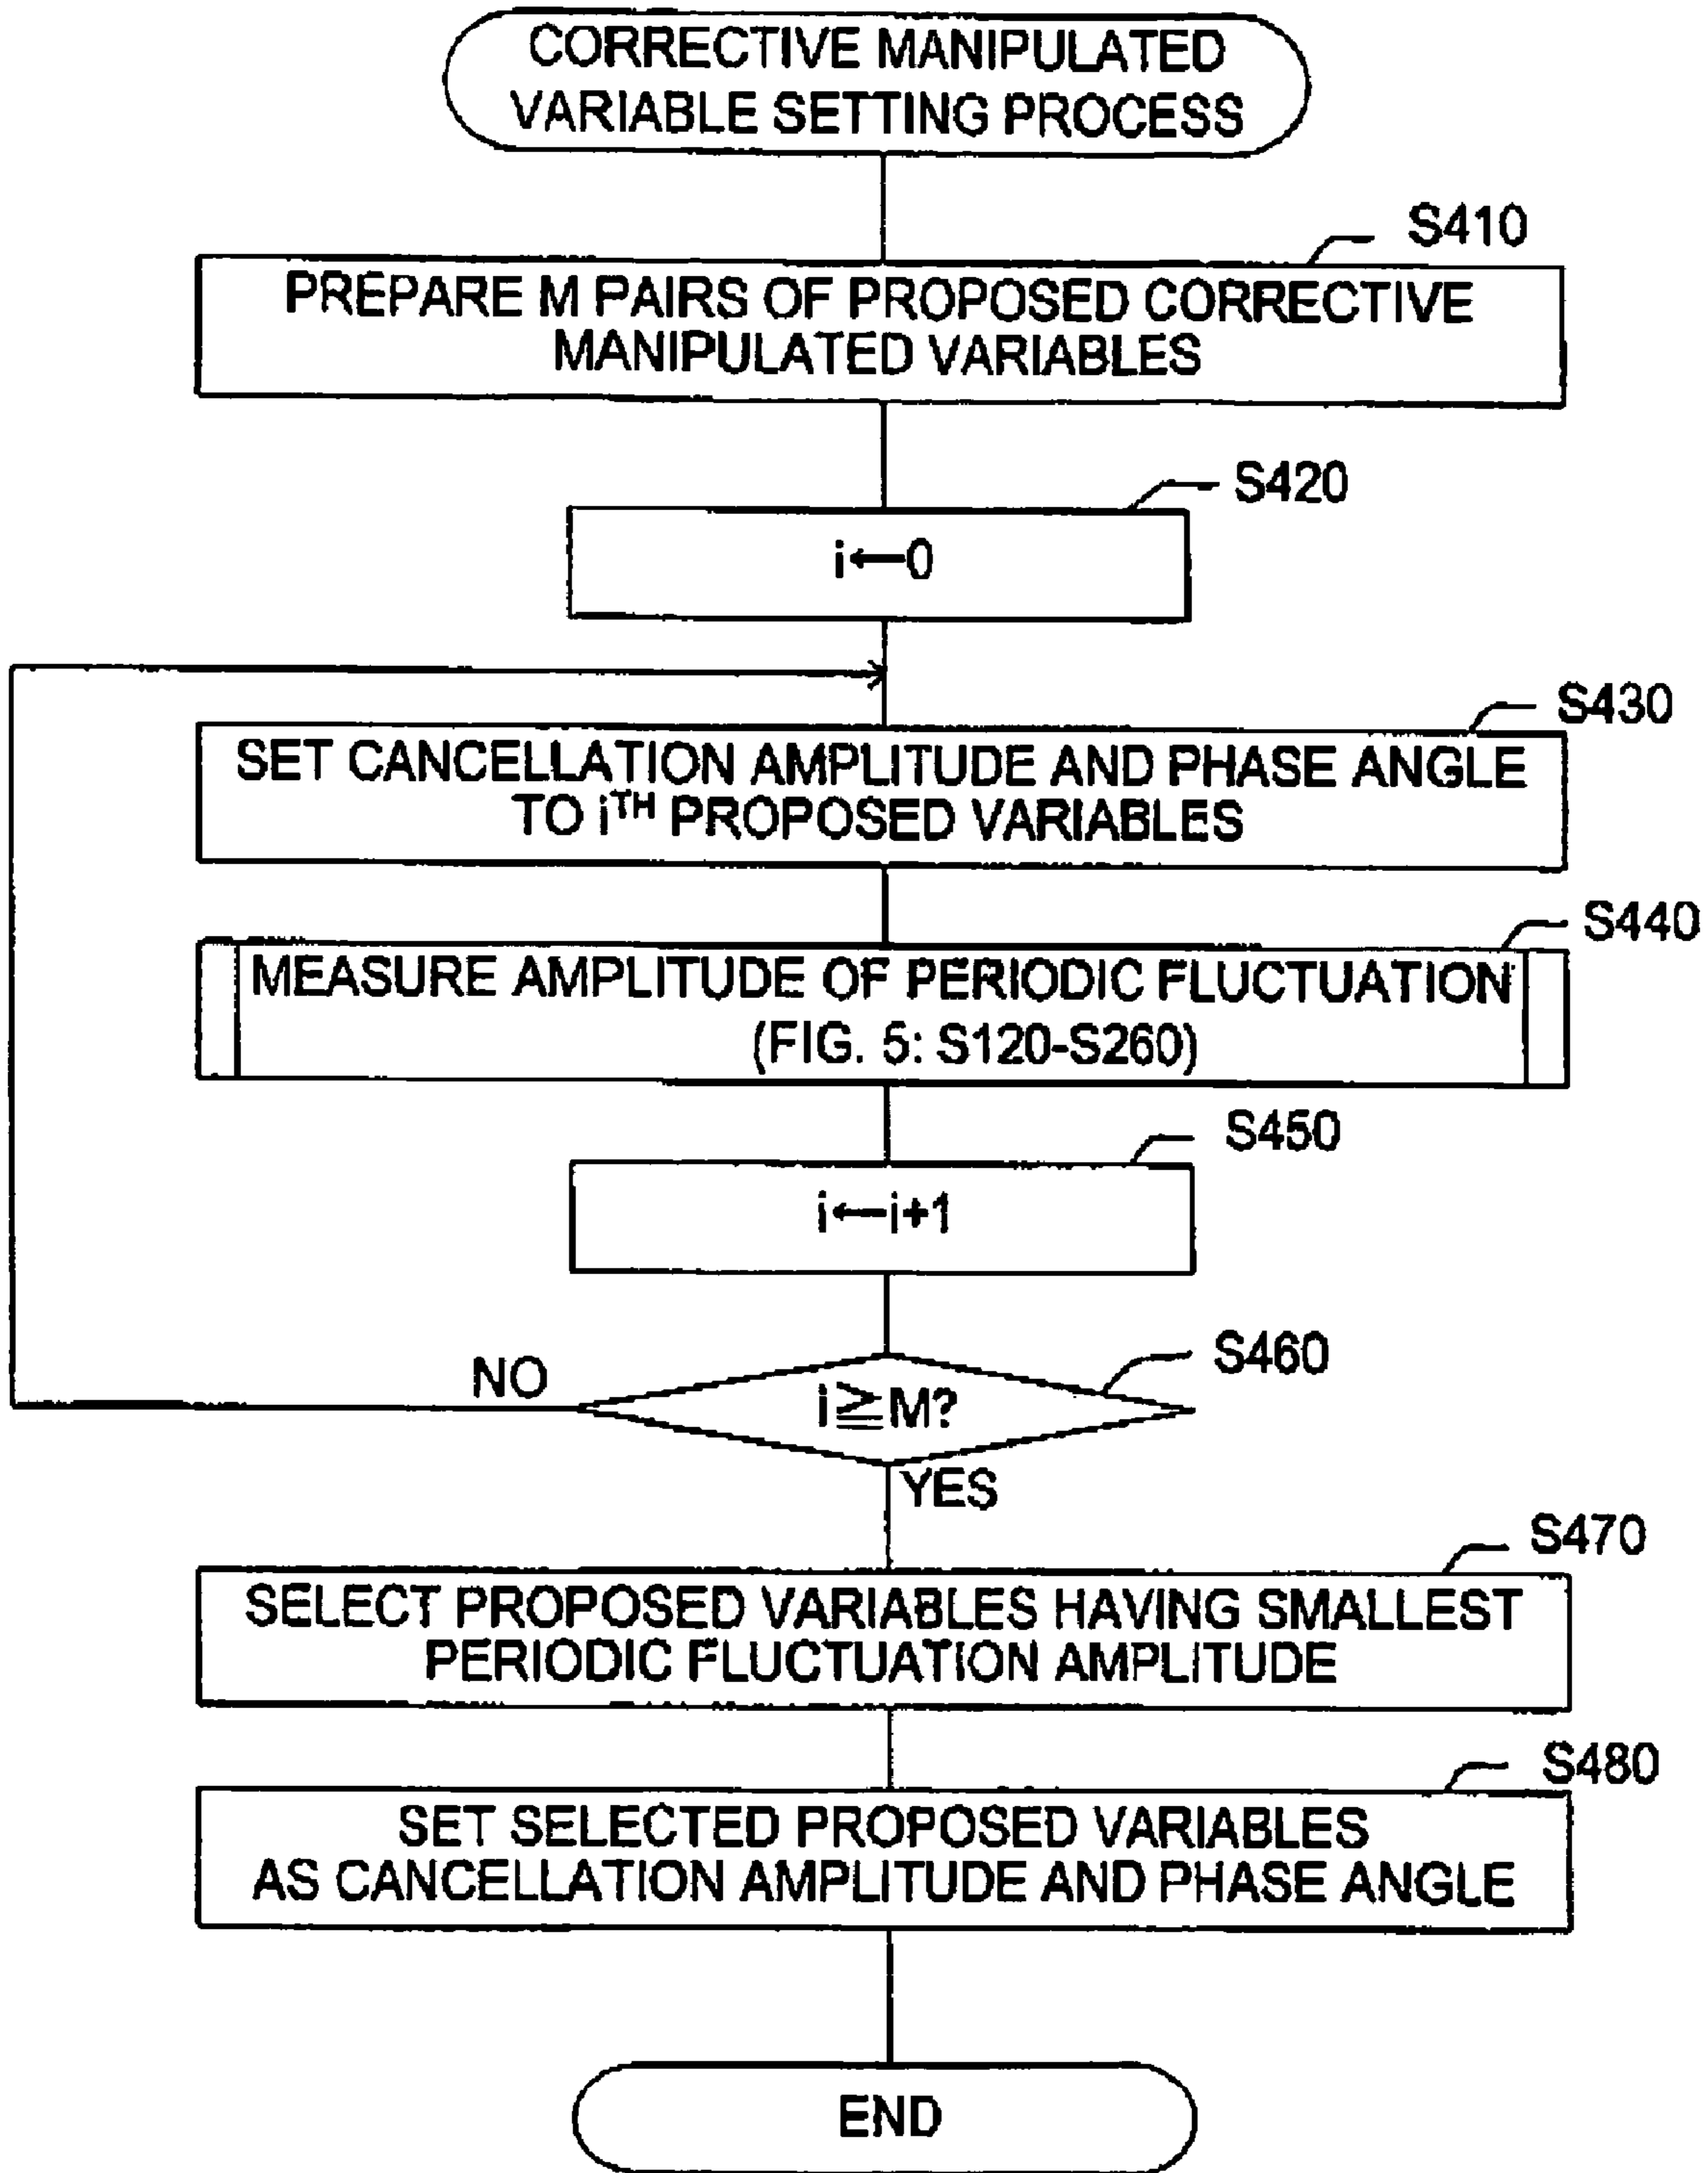 CORRECTIVE MANIPULATED
VARIABLE SETTING PROCESS
S410
PREPARE M PAIRS OF PROPOSED CORRECTIVE
MANIPULATED VARIABLES
S420
i←0
S430
SET CANCELLATION AMPLITUDE AND PHASE ANGLE
TO iTH PROPOSED VARIABLES
S440
MEASURE AMPLITUDE OF PERIODIC FLUCTUATION
(FIG. 5: S120-S260)
S450
i←i+1
S460
NO
i≧M?
YES
S470
SELECT PROPOSED VARIABLES HAVING SMALLEST
PERIODIC FLUCTUATION AMPLITUDE
S480
SET SELECTED PROPOSED VARIABLES
AS CANCELLATION AMPLITUDE AND PHASE ANGLE
END